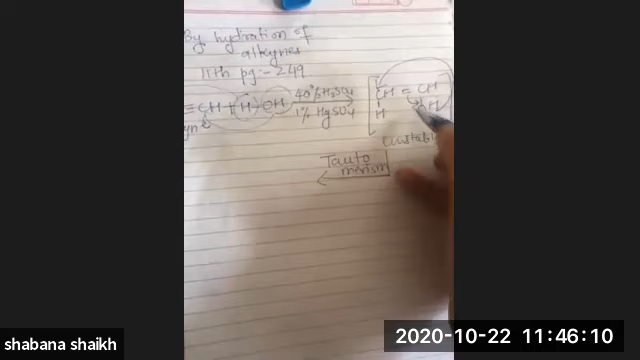 By hydration of
alkynes
11th pg:- 249
≡CH + H - OH 40% H₂SO₄
1% HgSO₄
CH = CH
H
OH
Tauto
merism
shabana shaikh
2020-10-22 11:46:10